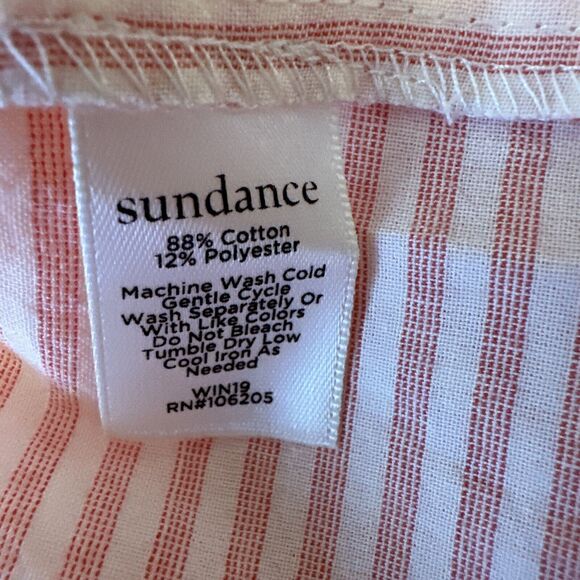 sundance
88% Cotton
12% Polyester
Machine Wash Cold
Gentle Cycle
Wash Separately Or
With Like Colors
Do Not Bleach
Tumble Dry Low
Cool Iron As
Needed
WIN19
RN#106205